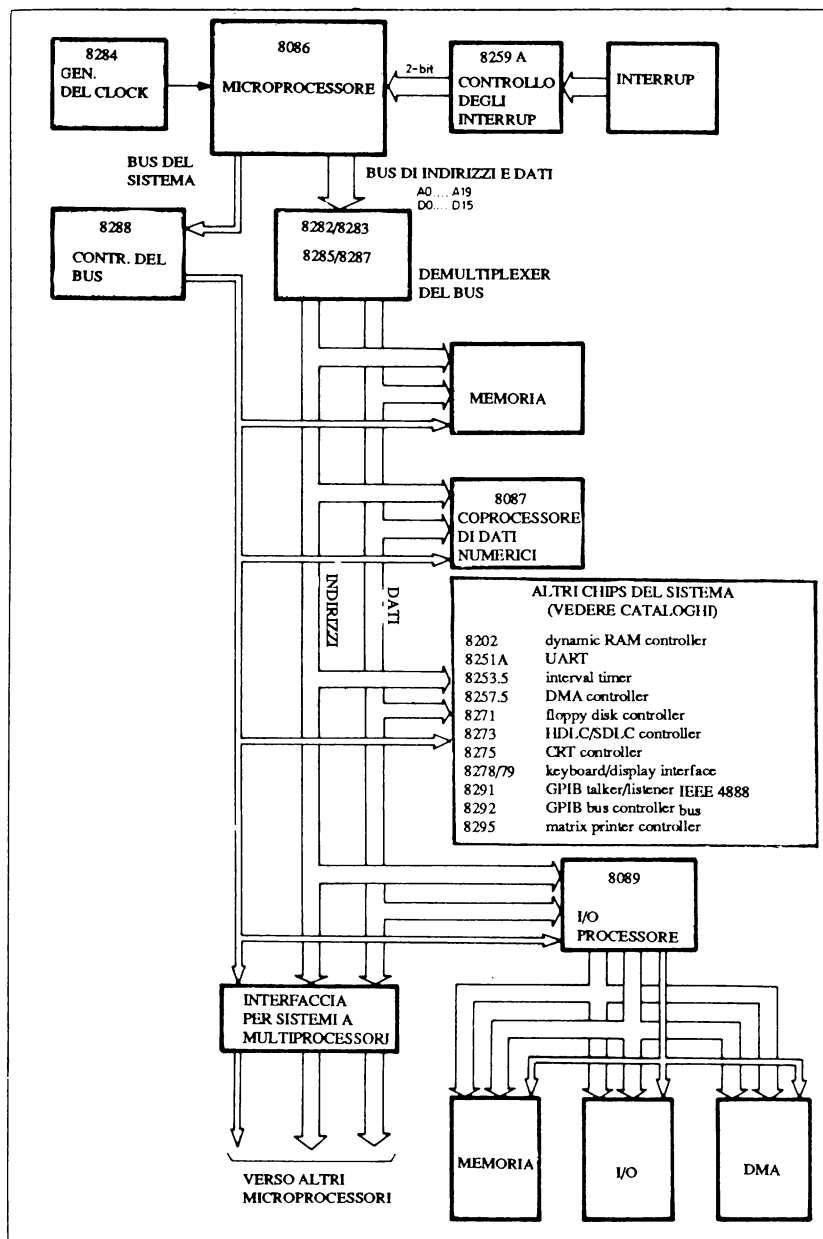 8284
GEN.
DEL CLOCK
8086
MICROPROCESSORE
2-bit
8259 A
CONTROLLO
DEGLI
INTERRUP
INTERRUP
BUS DEL
SISTEMA
BUS DI INDIRIZZI E DATI
A0.... A19
D0.... D15
8288
CONTR. DEL
BUS
8282/8283
8285/8287
DEMULTIPLEXER
DEL BUS
MEMORIA
8087
COPROCESSORE
DI DATI
NUMERICI
INDIRIZZI
DATI
ALTRI CHIPS DEL SISTEMA
(VEDERE CATALOGHI)
8202 dynamic RAM controller
8251A UART
8253.5 interval timer
8257.5 DMA controller
8271 floppy disk controller
8273 HDLC/SDLC controller
8275 CRT controller
8278/79 keyboard/display interface
8291 GPIB talker/listener IEEE 4888
8292 GPIB bus controller bus
8295 matrix printer controller
8089
I/O
PROCESSORE
INTERFACCIA
PER SISTEMI A
MULTIPROCESSORI
MEMORIA
I/O
DMA
VERSO ALTRI
MICROPROCESSORI